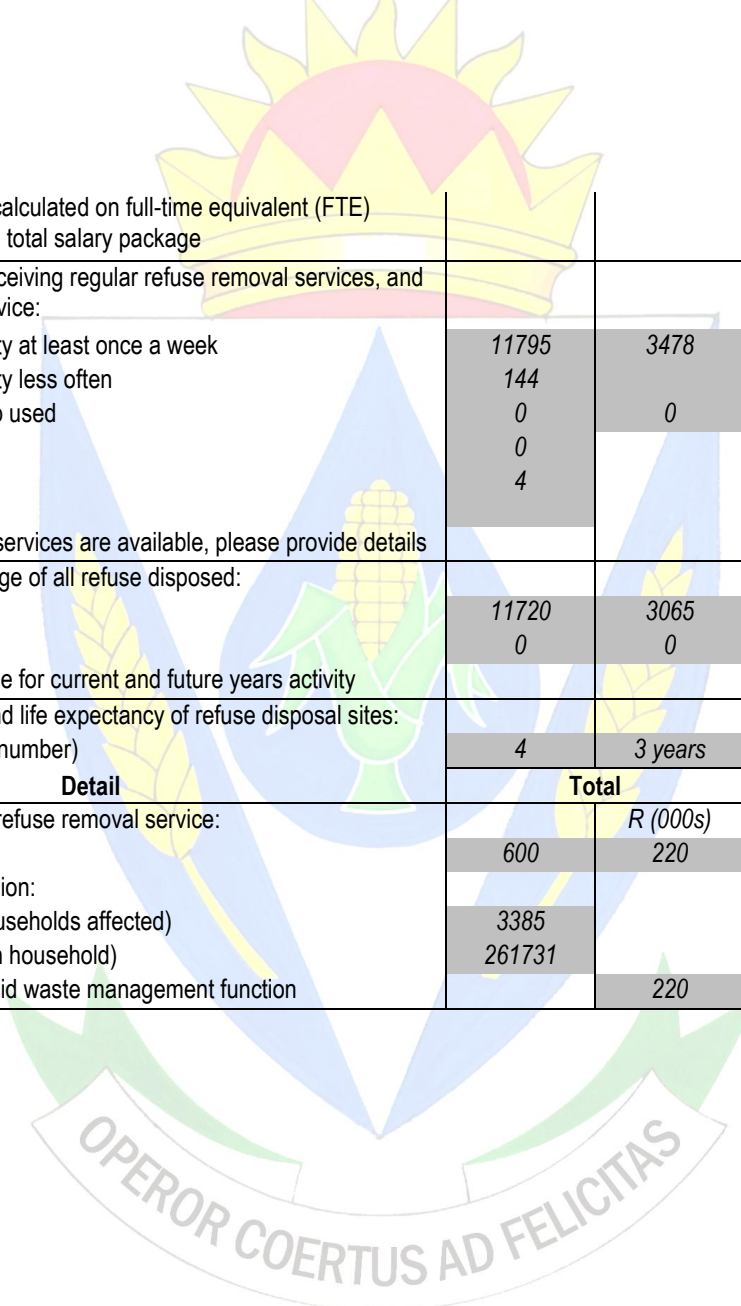 calculated on full-time equivalent (FTE)
total salary package
ceiving regular refuse removal services, and
vice:
ty at least once a week 11795 3478
ty less often 144
o used 0 0
0
4
services are available, please provide details
ge of all refuse disposed:
11720 3065
0 0
e for current and future years activity
nd life expectancy of refuse disposal sites:
number) 4 3 years
Detail Total
refuse removal service: R (000s)
600 220
ion:
useholds affected) 3385
n household) 261731
id waste management function 220
OPEROR COERTUS AD FELICITAS